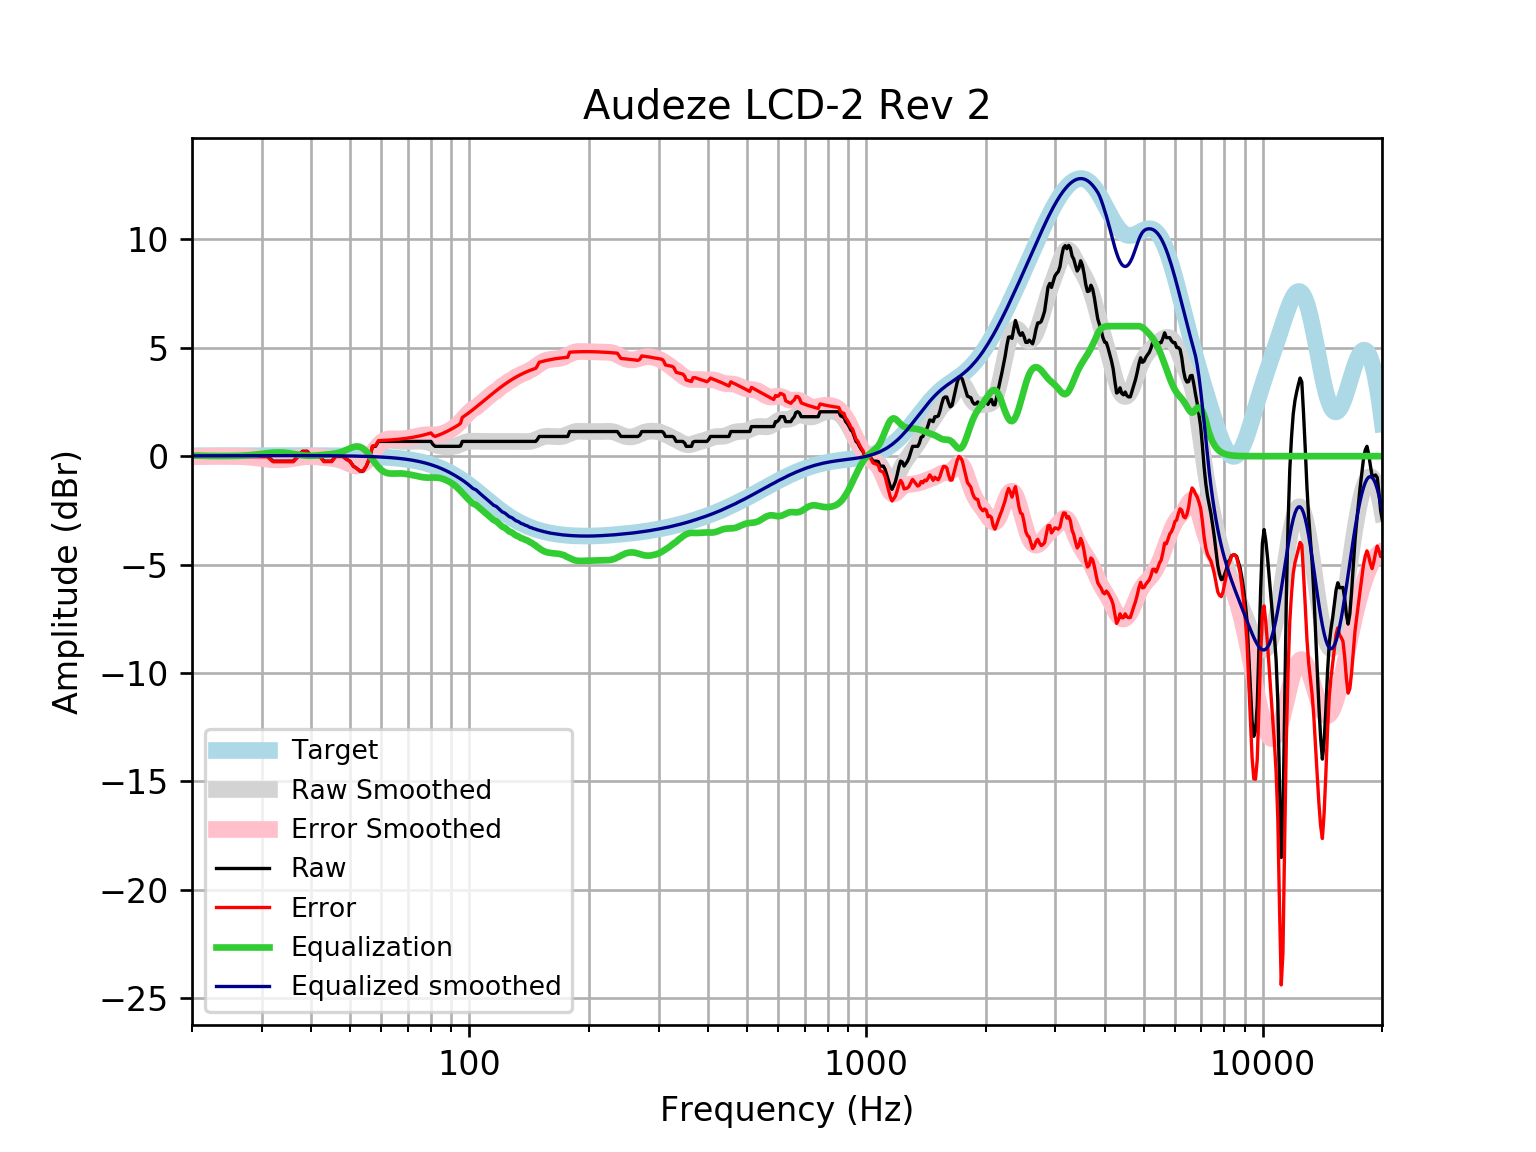 Audeze LCD-2 Rev 2
Amplitude (dBr)
10
5
0
−5
−10
−15
−20
−25
Target
Raw Smoothed
Error Smoothed
Raw
Error
Equalization
Equalized smoothed
100 1000 10000
Frequency (Hz)